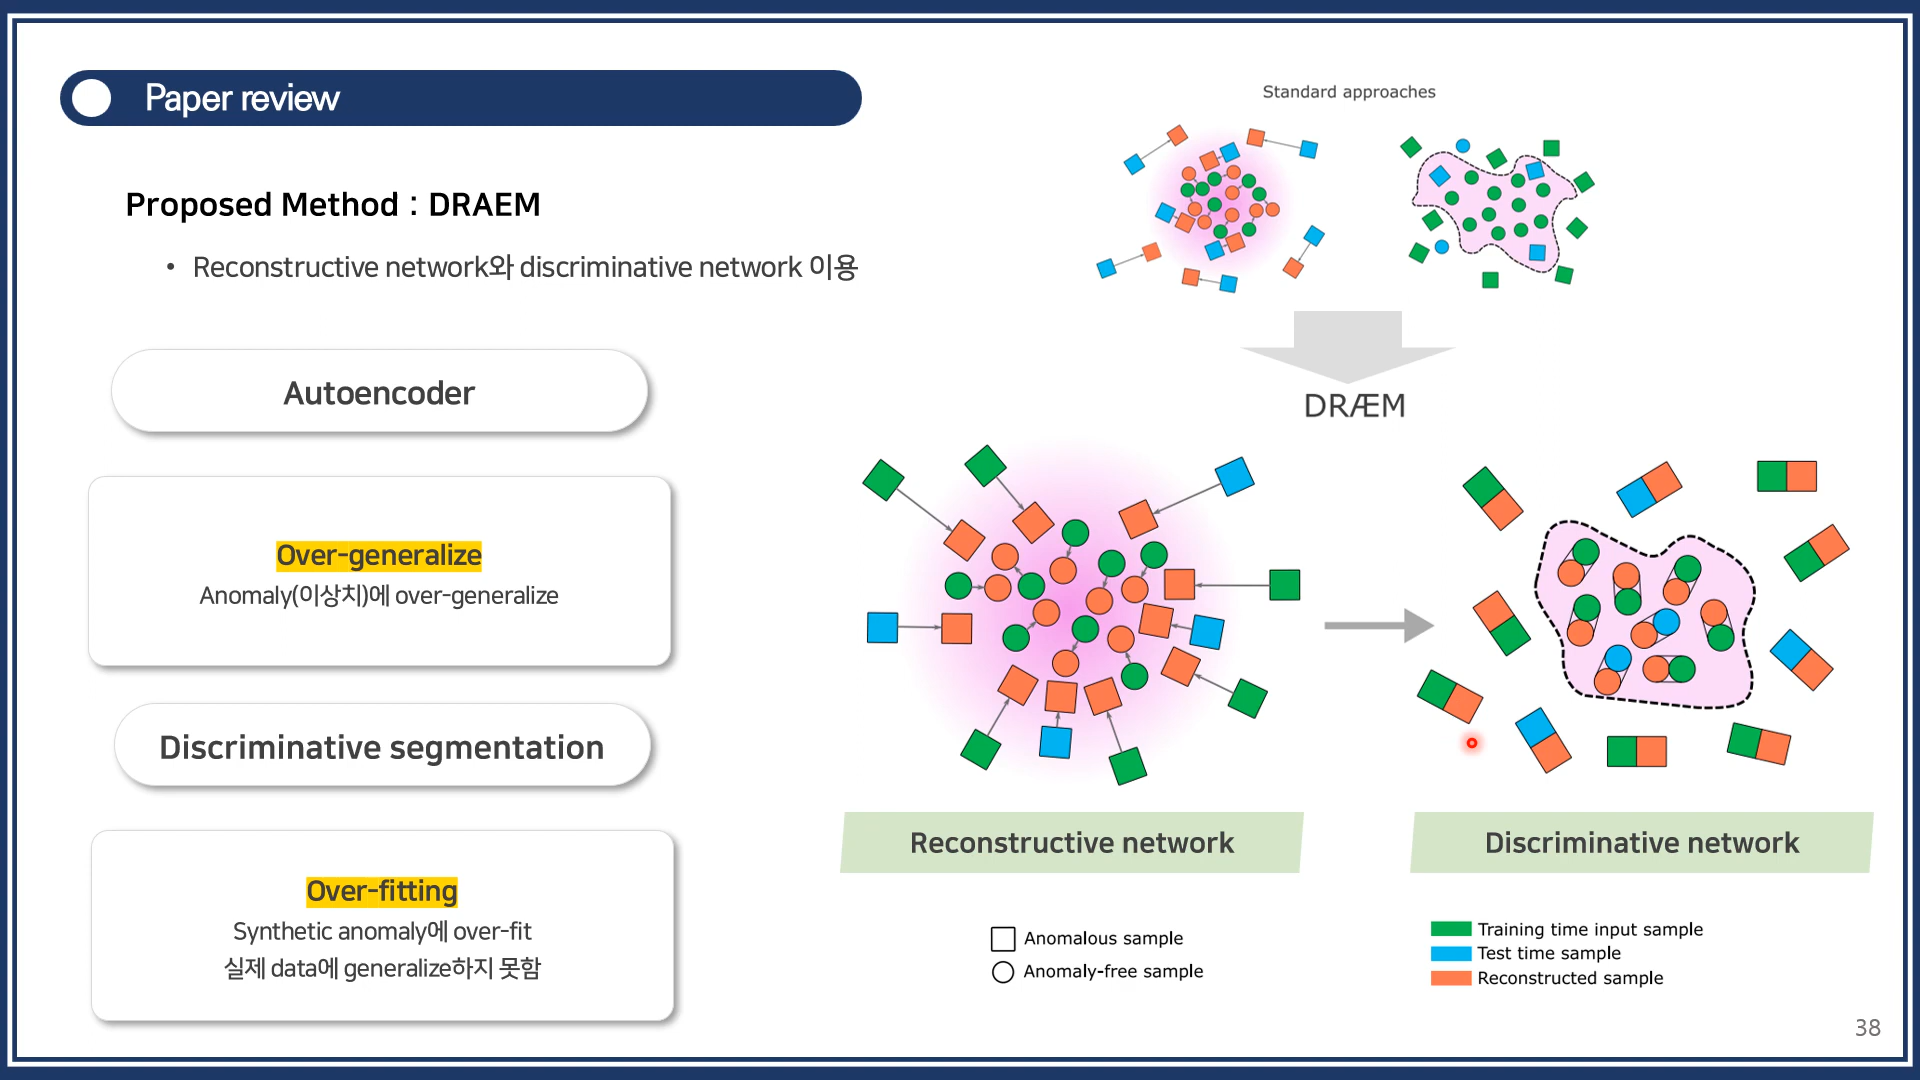 Paper review
Proposed Method : DRAEM
• Reconstructive network와 discriminative network 이용
Autoencoder
Over-generalize
Anomaly(이상치)에 over-generalize
Discriminative segmentation
Over-fitting
Synthetic anomaly에 over-fit
실제 data에 generalize하지 못함
Standard approaches
DRÆM
Reconstructive network
Discriminative network
Anomalous sample
Anomaly-free sample
Training time input sample
Test time sample
Reconstructed sample
38